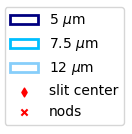 5 μm
7.5 μm
12 μm
slit center
nods